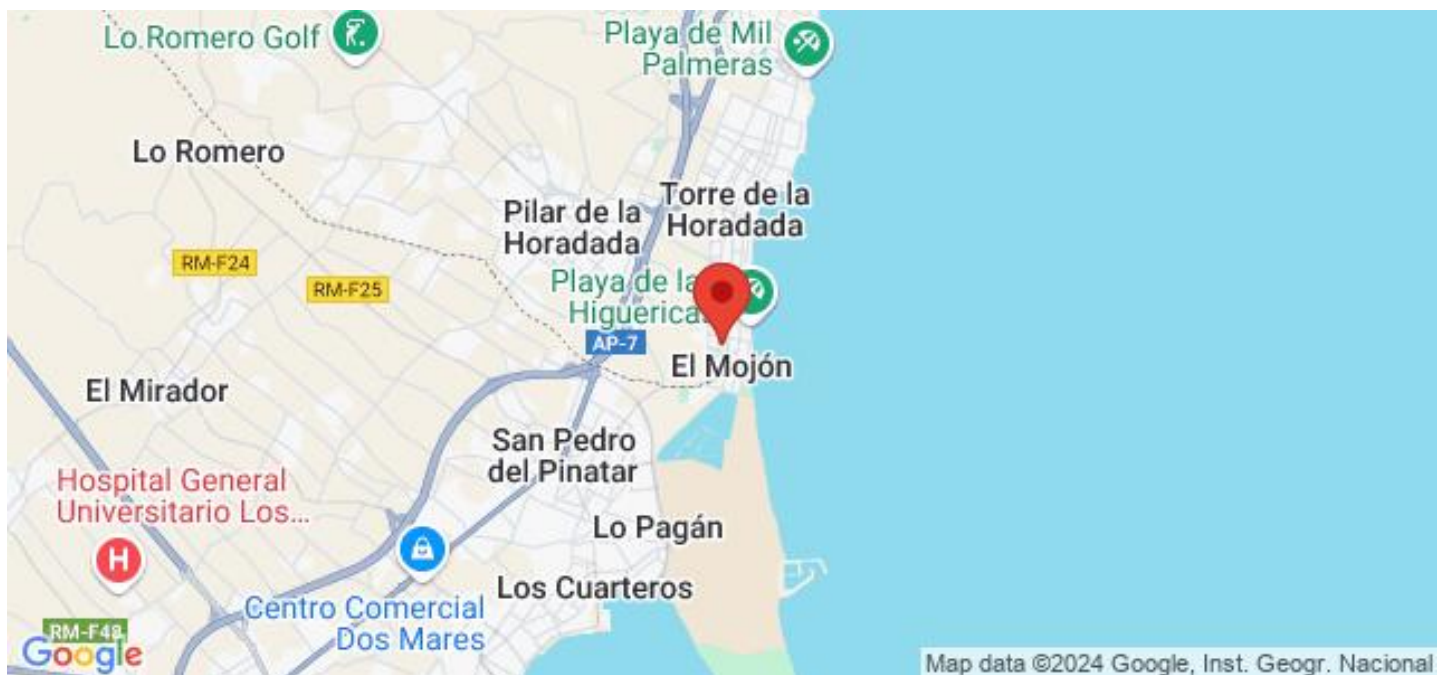 Lo Romero Golf
Playa de Mil
Palmeras
Lo Romero
Torre de la
Horadada
Pilar de la
Horadada
RM-F24
RM-F25
Playa de la
Higuerica
AP-7
El Mojón
El Mirador
San Pedro
del Pinatar
Hospital General
Universitario Los...
Lo Pagán
Los Cuarteros
Centro Comercial
Dos Mares
RM-F48
Google
Map data ©2024 Google, Inst. Geogr. Nacional